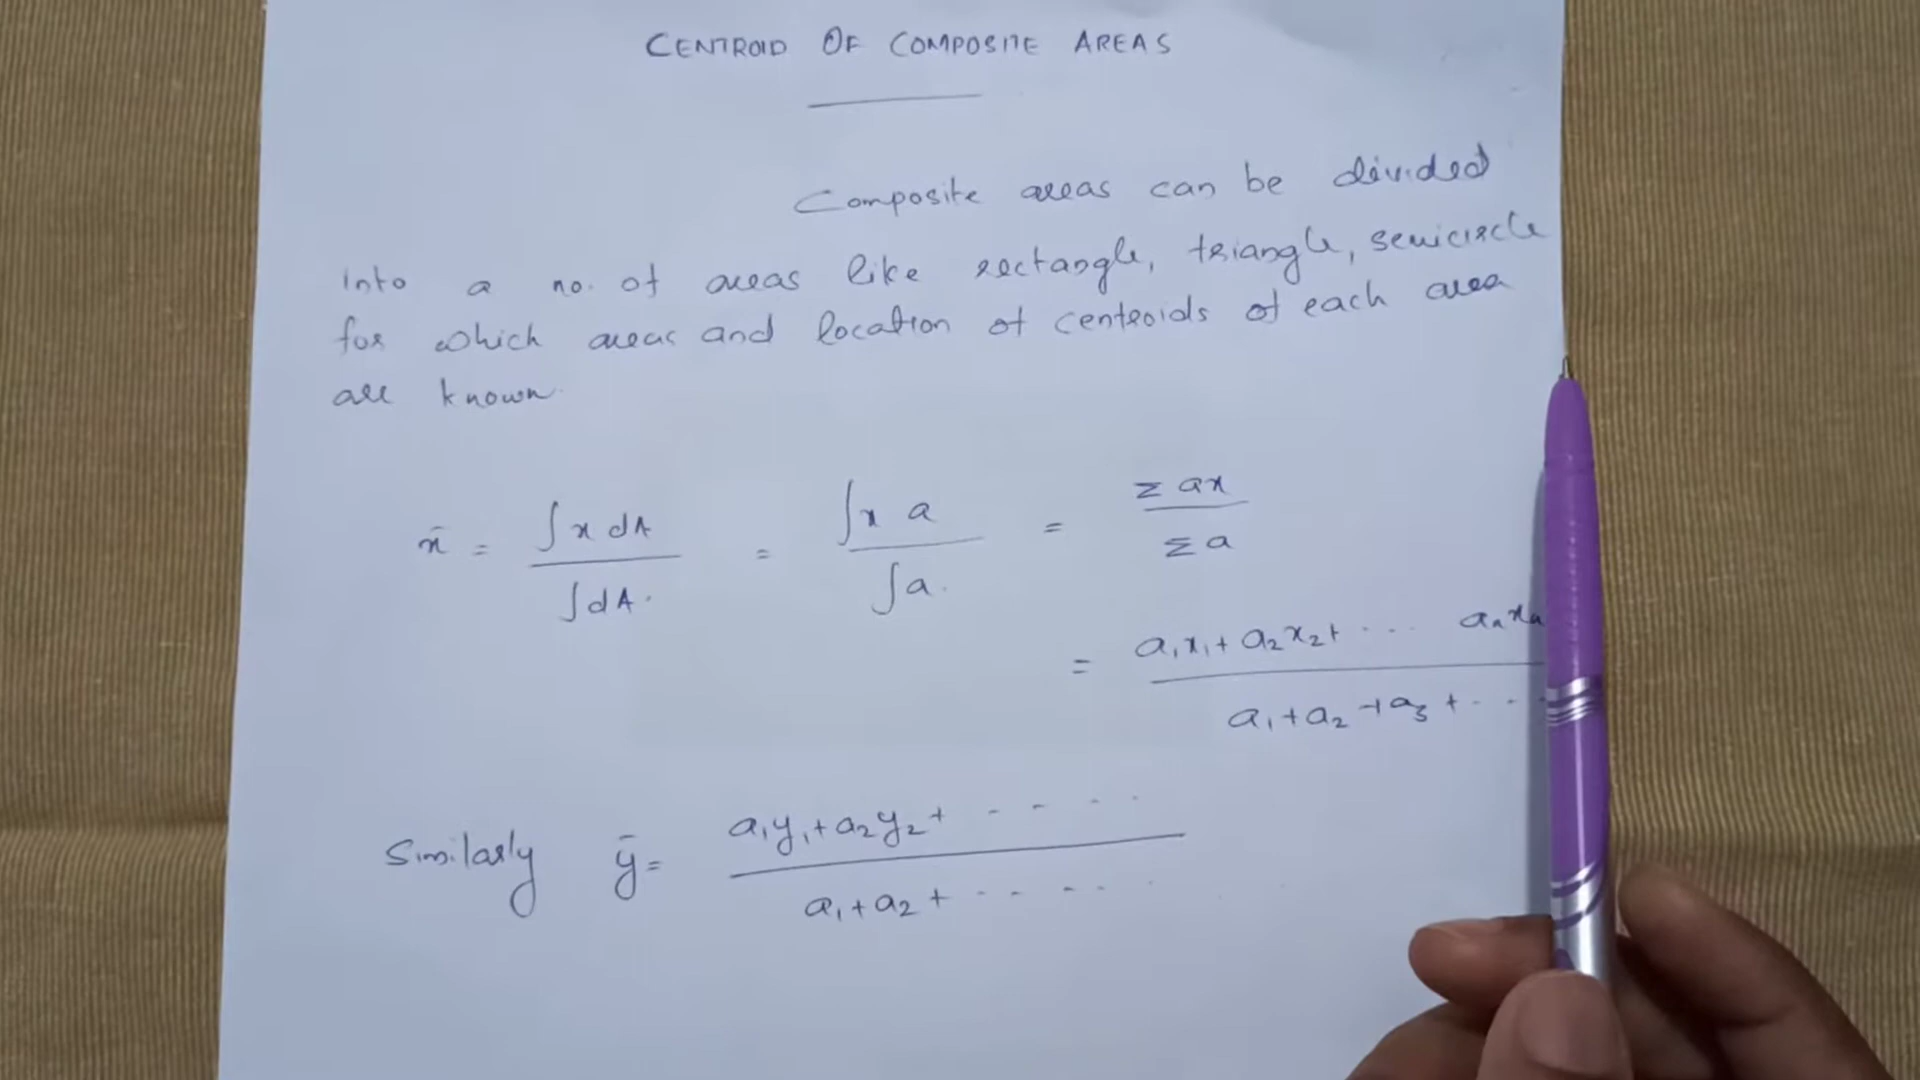 CENTROID OF COMPOSITE AREAS
Composite areas can be divided
into a no. of areas like rectangle, triangle, semicircle
for which areas and location of centroids of each area
are known.
x̄ = ∫x dA / ∫dA. = ∫x a / ∫a. = Σax / Σa
= a₁x₁ + a₂x₂ + ... aₙxₙ / a₁ + a₂ + a₃ + ...
Similarly ȳ = a₁y₁ + a₂y₂ + ---- / a₁ + a₂ + -----